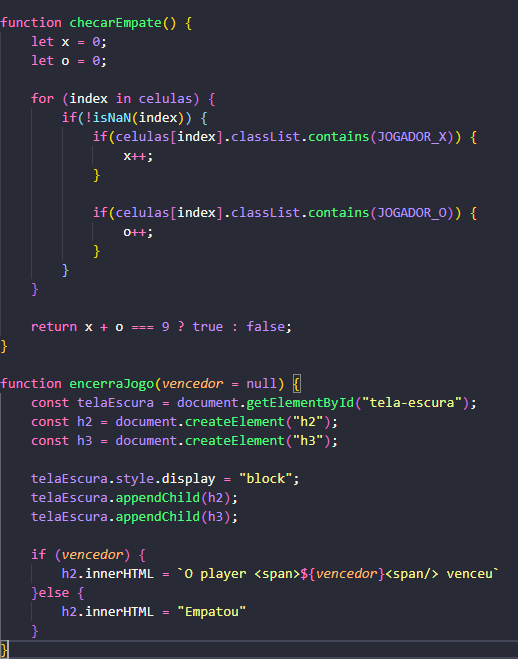 function checarEmpate() {
let x = 0;
let o = 0;
for (index in celulas) {
if(!isNaN(index)) {
if(celulas[index].classList.contains(JOGADOR_X)) {
x++;
}
if(celulas[index].classList.contains(JOGADOR_O)) {
o++;
}
}
}
return x + o === 9 ? true : false;
}
function encerraJogo(vencedor = null) {
const telaEscura = document.getElementById("tela-escura");
const h2 = document.createElement("h2");
const h3 = document.createElement("h3");
telaEscura.style.display = "block";
telaEscura.appendChild(h2);
telaEscura.appendChild(h3);
if (vencedor) {
h2.innerHTML = `O player <span>${vencedor}<span/> venceu`
}else {
h2.innerHTML = "Empatou"
}
}